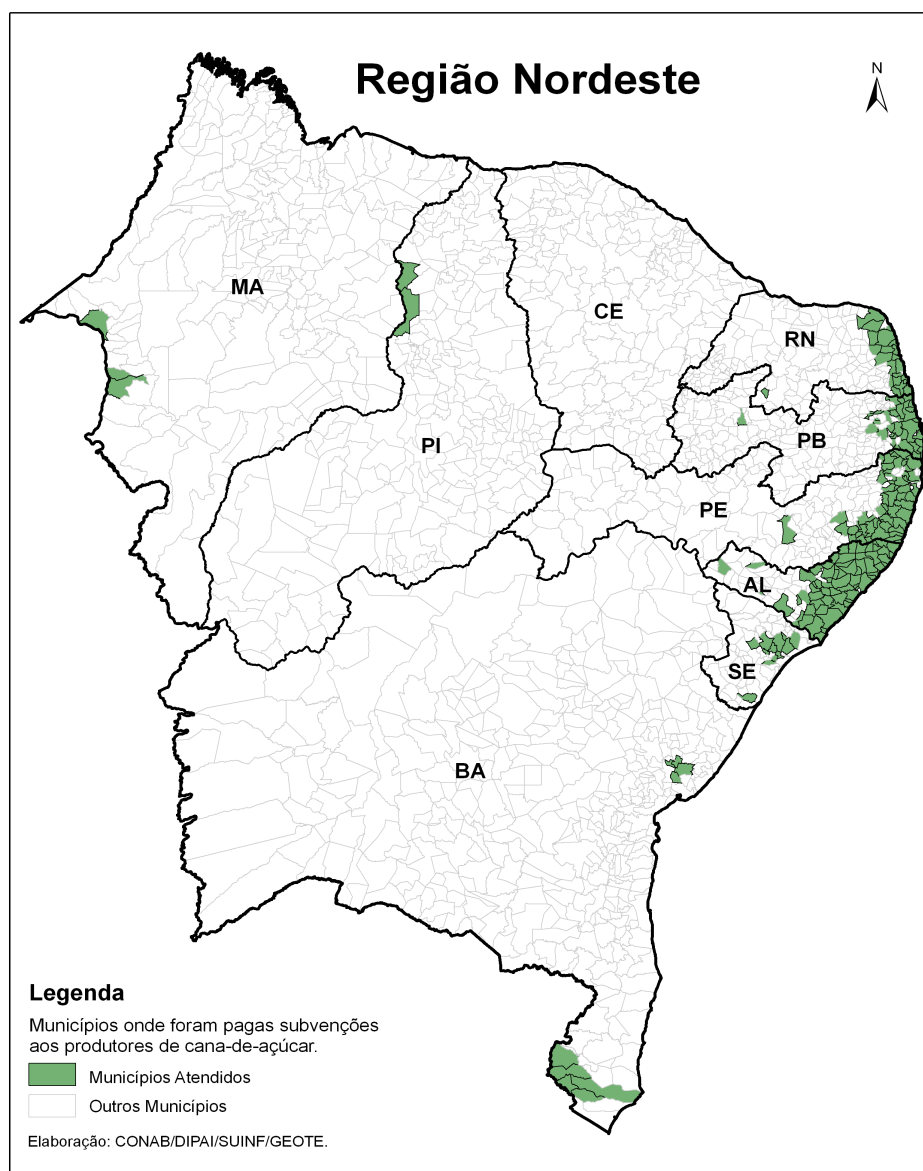 Região Nordeste
N
MA
CE
RN
PI
PB
PE
AL
SE
BA
Legenda
Municípios onde foram pagas subvenções
aos produtores de cana-de-açúcar.
Municípios Atendidos
Outros Municípios
Elaboração: CONAB/DIPAI/SUINF/GEOTE.